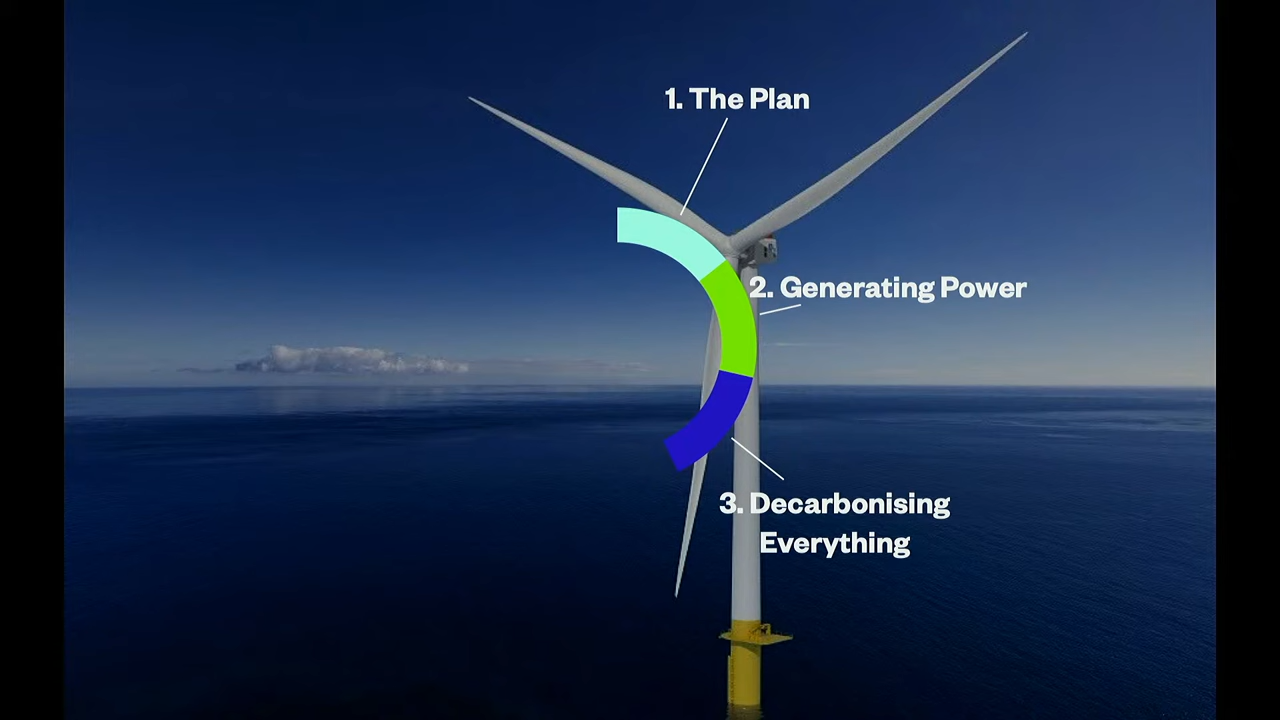 1. The Plan
2. Generating Power
3. Decarbonising
Everything